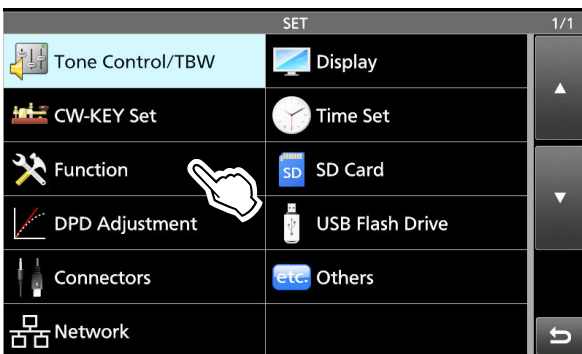 SET 1/1
Tone Control/TBW
Display
CW-KEY Set
Time Set
Function
SD
SD Card
DPD Adjustment
USB Flash Drive
Connectors
etc.
Others
Network